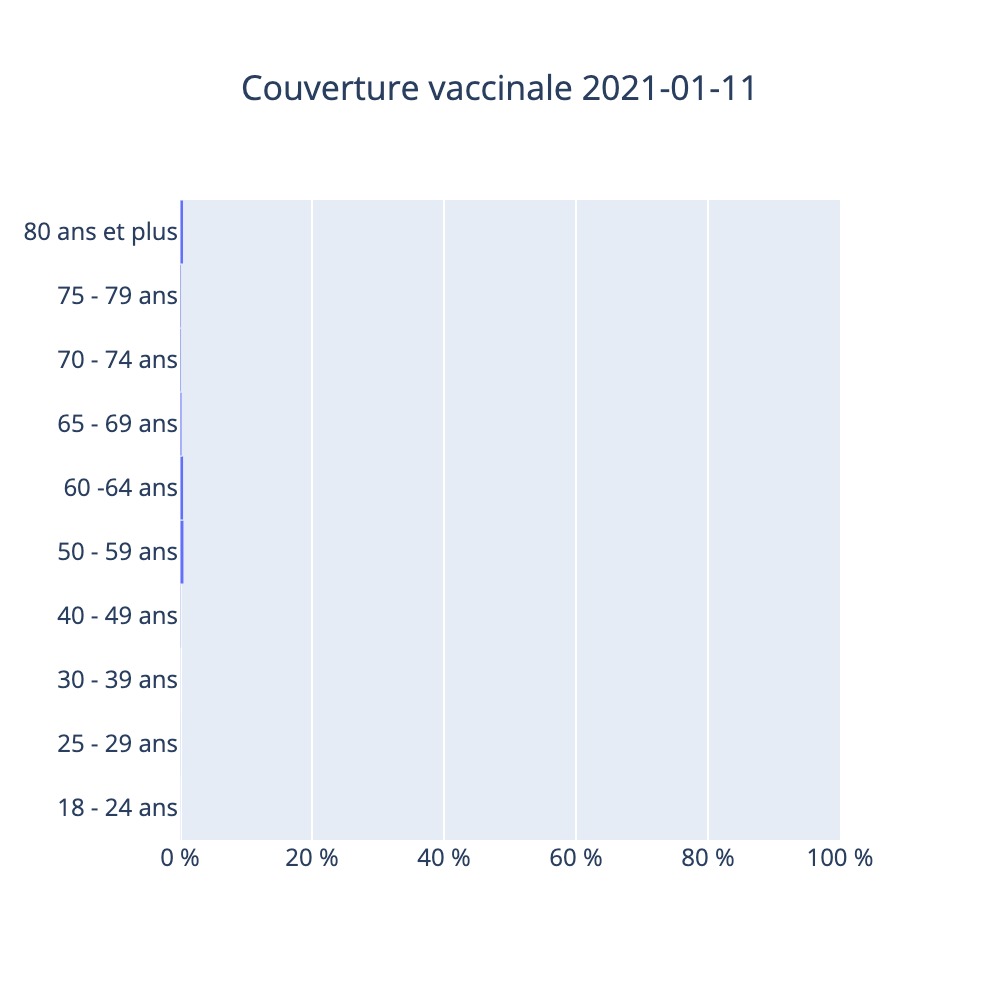 Couverture vaccinale 2021-01-11
80 ans et plus
75 - 79 ans
70 - 74 ans
65 - 69 ans
60 -64 ans
50 - 59 ans
40 - 49 ans
30 - 39 ans
25 - 29 ans
18 - 24 ans
0 % 20 % 40 % 60 % 80 % 100 %